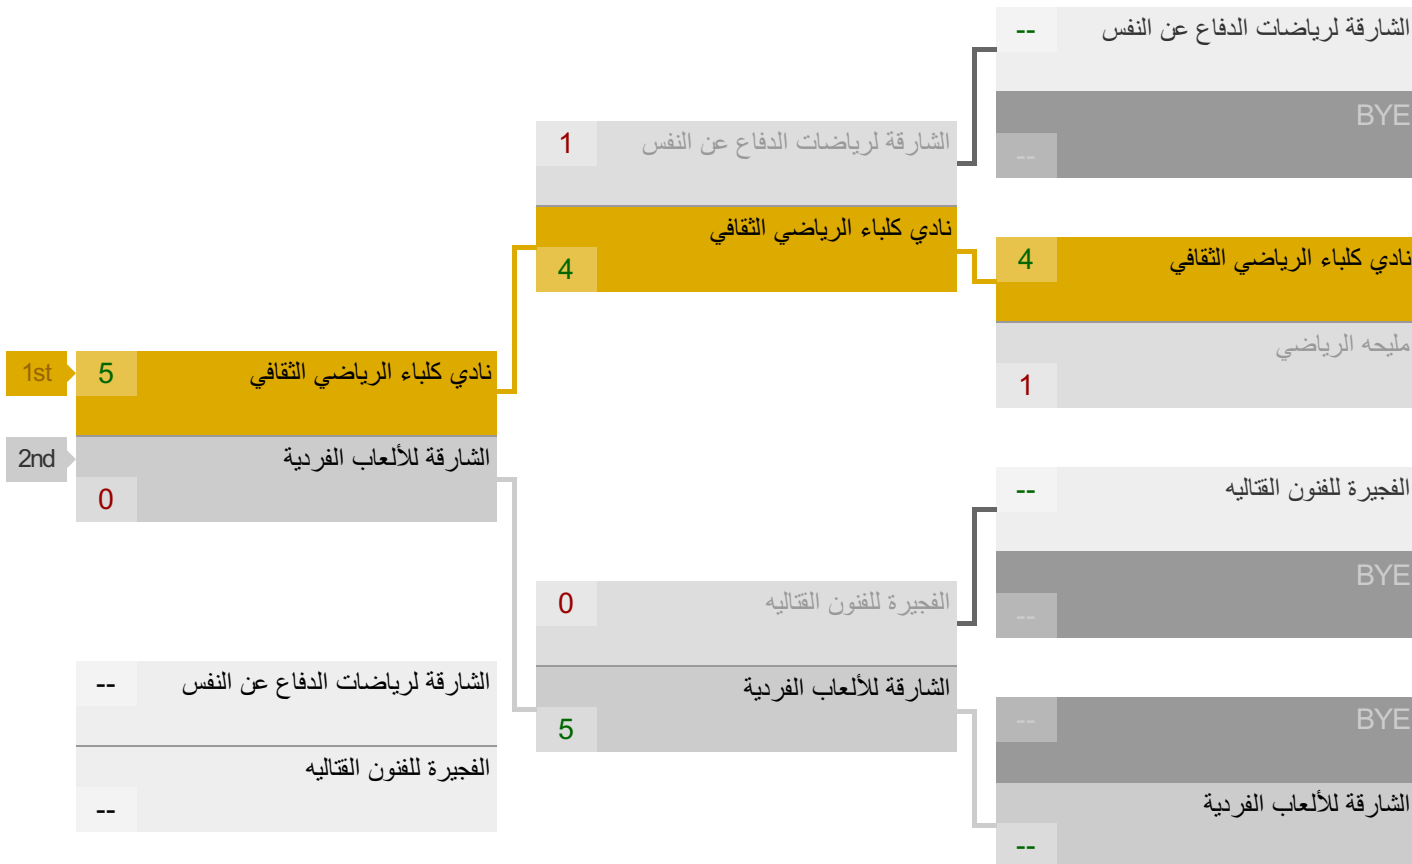 الشارقة لرياضات الدفاع عن النفس
--
BYE
--
نادي كلباء الرياضي الثقافي
4
مليحه الرياضي
1
الفجيرة للفنون القتاليه
--
BYE
--
BYE
--
الشارقة للألعاب الفردية
--
الشارقة لرياضات الدفاع عن النفس
1
نادي كلباء الرياضي الثقافي
4
الفجيرة للفنون القتاليه
0
الشارقة للألعاب الفردية
5
نادي كلباء الرياضي الثقافي
5
1st
الشارقة للألعاب الفردية
2nd
0
الشارقة لرياضات الدفاع عن النفس
--
الفجيرة للفنون القتاليه
--